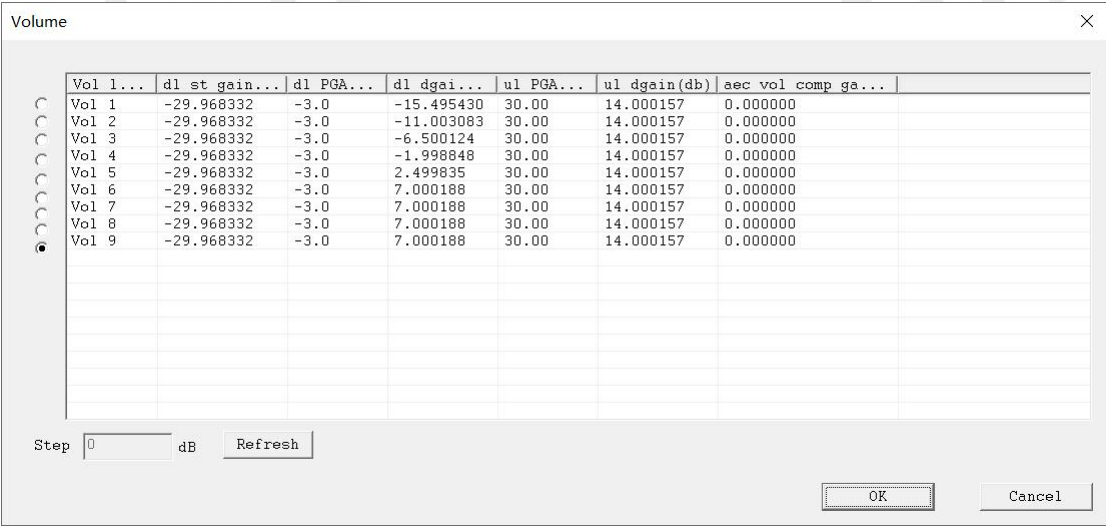 Volume
Vol l... dl st gain... dl PGA... dl dgai... ul PGA... ul dgain(db) aec vol comp ga...
Vol 1 -29.968332 -3.0 -15.495430 30.00 14.000157 0.000000
Vol 2 -29.968332 -3.0 -11.003083 30.00 14.000157 0.000000
Vol 3 -29.968332 -3.0 -6.500124 30.00 14.000157 0.000000
Vol 4 -29.968332 -3.0 -1.998848 30.00 14.000157 0.000000
Vol 5 -29.968332 -3.0 2.499835 30.00 14.000157 0.000000
Vol 6 -29.968332 -3.0 7.000188 30.00 14.000157 0.000000
Vol 7 -29.968332 -3.0 7.000188 30.00 14.000157 0.000000
Vol 8 -29.968332 -3.0 7.000188 30.00 14.000157 0.000000
Vol 9 -29.968332 -3.0 7.000188 30.00 14.000157 0.000000
Step 0 dB Refresh
OK Cancel